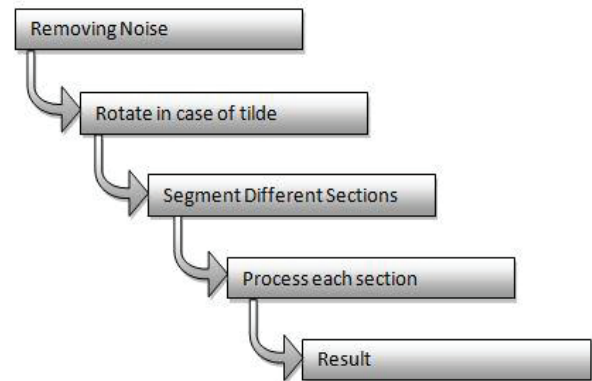 Removing Noise
Rotate in case of tilde
Segment Different Sections
Process each section
Result